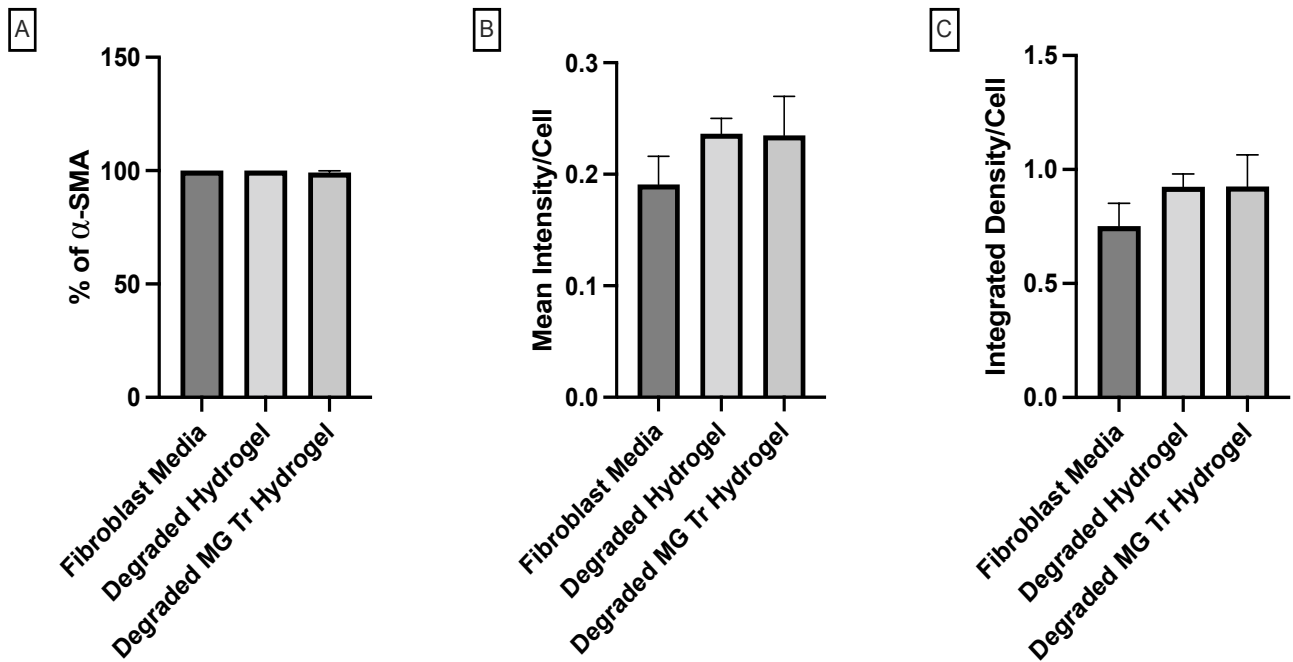 A
% of α-SMA
150
100
50
0
Fibroblast Media
Degraded Hydrogel
Degraded MG Tr Hydrogel
B
Mean Intensity/Cell
0.3
0.2
0.1
0.0
Fibroblast Media
Degraded Hydrogel
Degraded MG Tr Hydrogel
C
Integrated Density/Cell
1.5
1.0
0.5
0.0
Fibroblast Media
Degraded Hydrogel
Degraded MG Tr Hydrogel